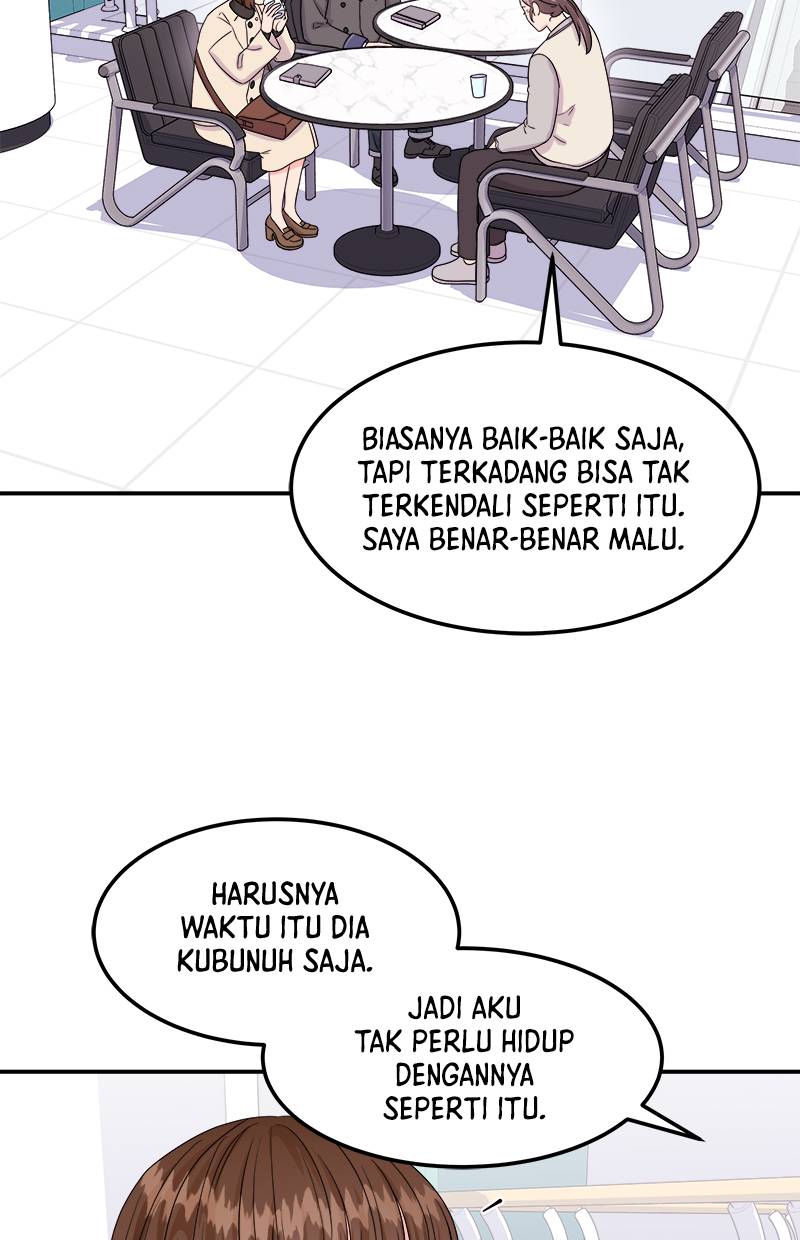 BIASANYA BAIK-BAIK SAJA,
TAPI TERKADANG BISA TAK
TERKENDALI SEPERTI ITU.
SAYA BENAR-BENAR MALU.
HARUSNYA
WAKTU ITU DIA
KUBUNUH SAJA.
JADI AKU
TAK PERLU HIDUP
DENGANNYA
SEPERTI ITU.